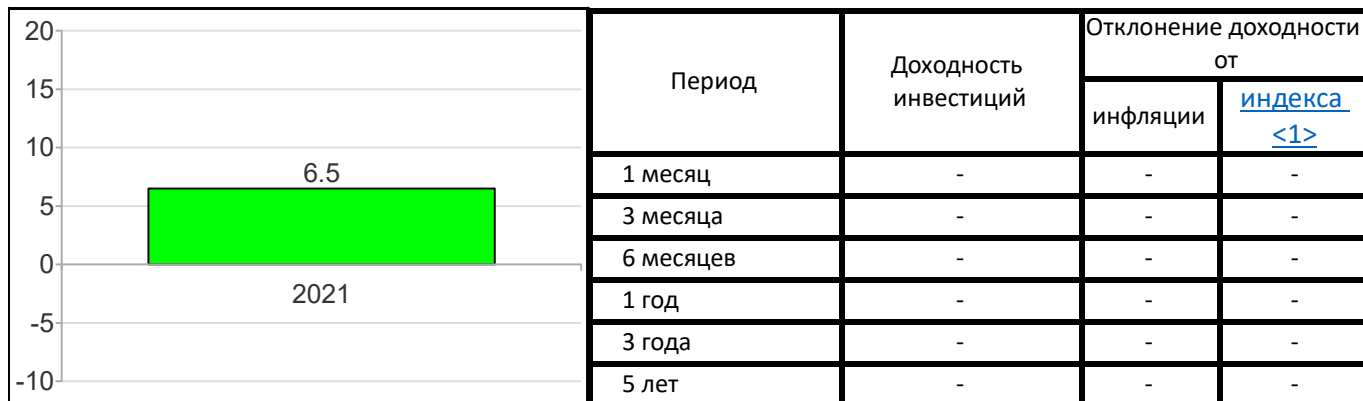 20
15
10
5
0
-5
-10
6.5
2021
Период
Доходность
инвестиций
Отклонение доходности
от
инфляции
индекса
<1>
1 месяц - - -
3 месяца - - -
6 месяцев - - -
1 год - - -
3 года - - -
5 лет - - -